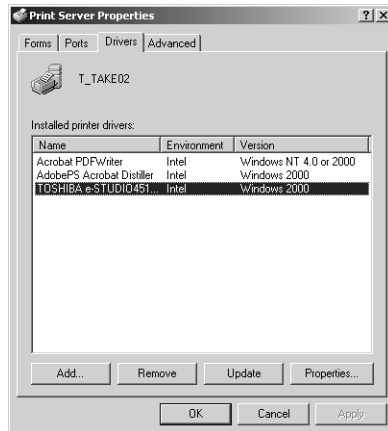 Print Server Properties
Forms Ports Drivers Advanced
T_TAKE02
Installed printer drivers:
Name Environment Version
Acrobat PDFWriter Intel Windows NT 4.0 or 2000
AdobePS Acrobat Distiller Intel Windows 2000
TOSHIBA e-STUDIO451... Intel Windows 2000
Add... Remove Update Properties...
OK Cancel Apply